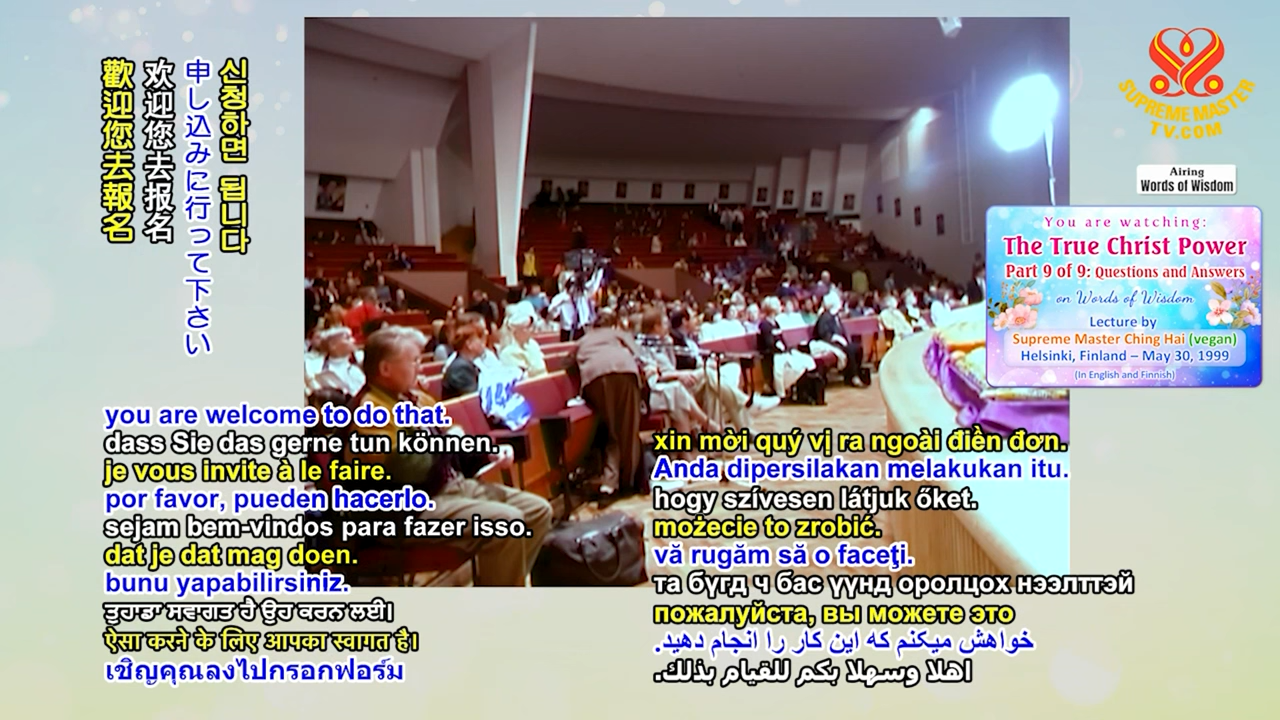 歡迎您去報名
欢迎您去报名
申し込みに行って下さい
신청하면 됩니다
SUPREME MASTER
TV.COM
Airing
Words of Wisdom
You are watching:
The True Christ Power
Part 9 of 9: Questions and Answers
on Words of Wisdom
Lecture by
Supreme Master Ching Hai (vegan)
Helsinki, Finland – May 30, 1999
(In English and Finnish)
you are welcome to do that.
dass Sie das gerne tun können.
je vous invite à le faire.
por favor, pueden hacerlo.
sejam bem-vindos para fazer isso.
dat je dat mag doen.
bunu yapabilirsiniz.
ਤੁਹਾਡਾ ਸਵਾਗਤ ਹੈ ਉਹ ਕਰਨ ਲਈ।
ऐसा करने के लिए आपका स्वागत है।
เชิญคุณลงไปกรอกฟอร์ม
xin mời quý vị ra ngoài điền đơn.
Anda dipersilakan melakukan itu.
hogy szívesen látjuk őket.
możecie to zrobić.
vă rugăm să o faceţi.
та бүгд ч бас үүнд оролцох нээлттэй
пожалуйста, вы можете это
خواهش میکنم که این کار را انجام دهید.
اهلا وسهلا بكم للقيام بذلك.